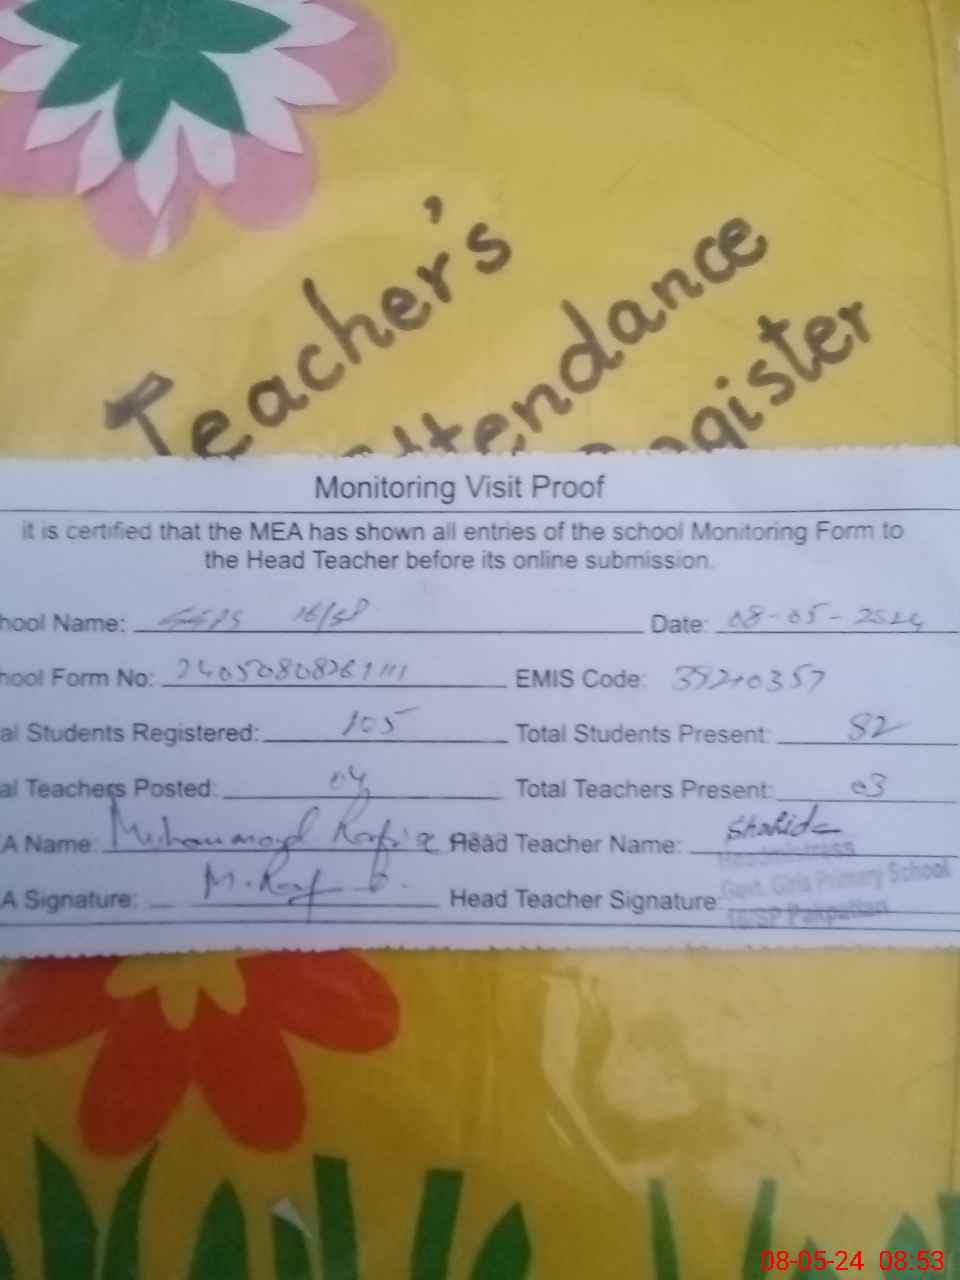 Teacher's
Attendance
Register
Monitoring Visit Proof
it is certified that the MEA has shown all entries of the school Monitoring Form to
the Head Teacher before its online submission.
hool Name: GGPS 16/SP Date: 08-05-2024
hool Form No: EMIS Code: 39210357
al Students Registered: 105 Total Students Present: 82
al Teachers Posted: 04 Total Teachers Present: 03
A Name: Muhammad Rafiq Head Teacher Name: Shahida
A Signature: M. Raf Head Teacher Signature:
Headmistress
Govt. Girls Primary School
16/SP Pakpattan
08-05-24 08:53